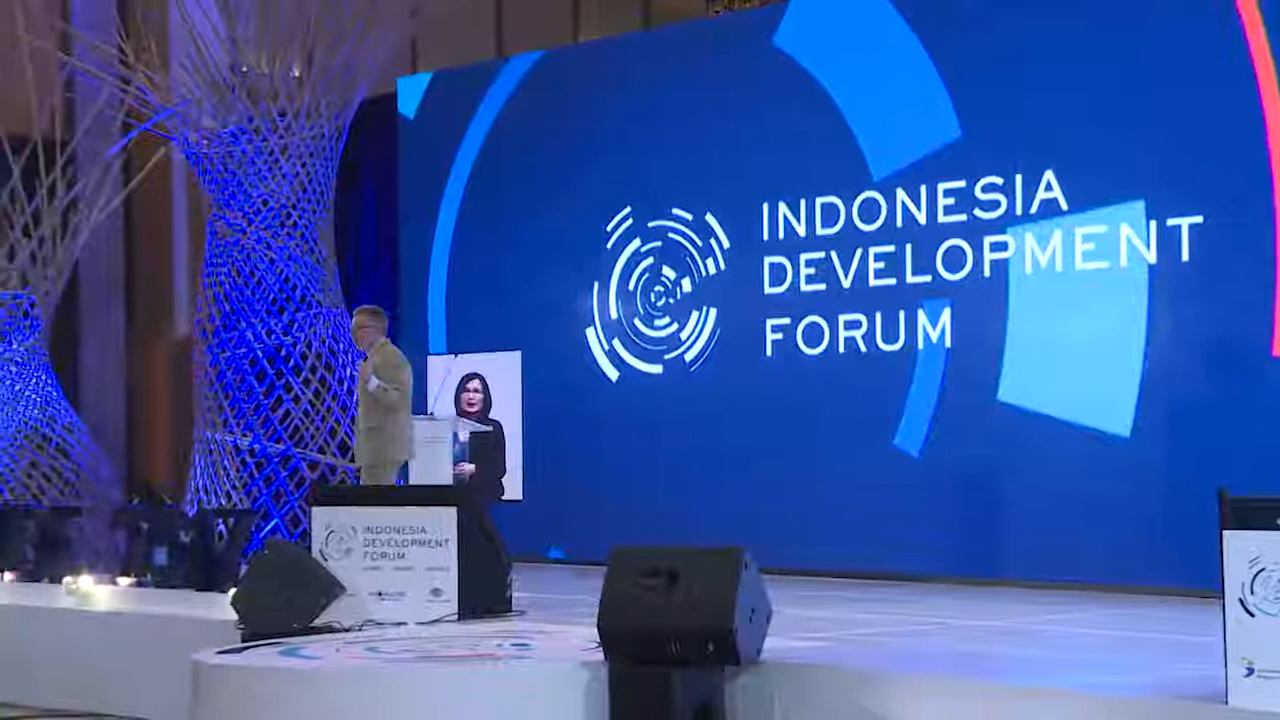 INDONESIA
DEVELOPMENT
FORUM
INDONESIA
DEVELOPMENT
FORUM